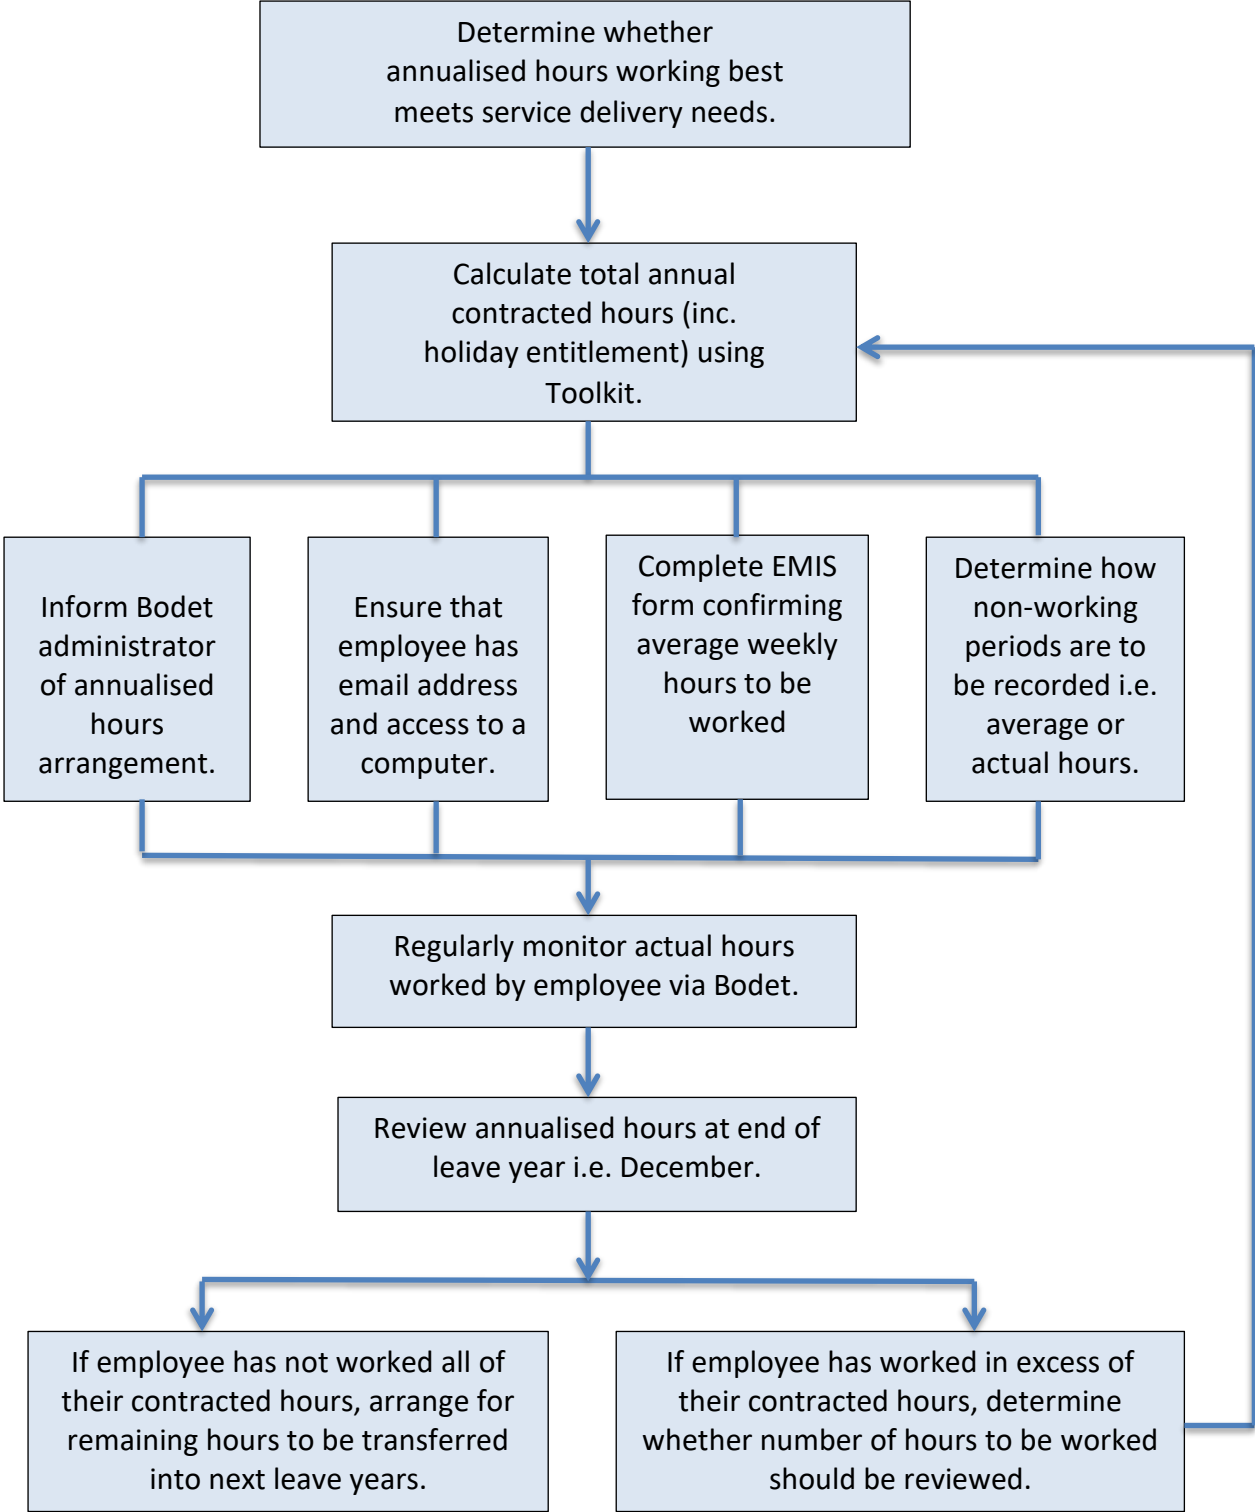 Determine whether
annualised hours working best
meets service delivery needs.
Calculate total annual
contracted hours (inc.
holiday entitlement) using
Toolkit.
Inform Bodet
administrator
of annualised
hours
arrangement.
Ensure that
employee has
email address
and access to a
computer.
Complete EMIS
form confirming
average weekly
hours to be
worked
Determine how
non-working
periods are to
be recorded i.e.
average or
actual hours.
Regularly monitor actual hours
worked by employee via Bodet.
Review annualised hours at end of
leave year i.e. December.
If employee has not worked all of
their contracted hours, arrange for
remaining hours to be transferred
into next leave years.
If employee has worked in excess of
their contracted hours, determine
whether number of hours to be worked
should be reviewed.